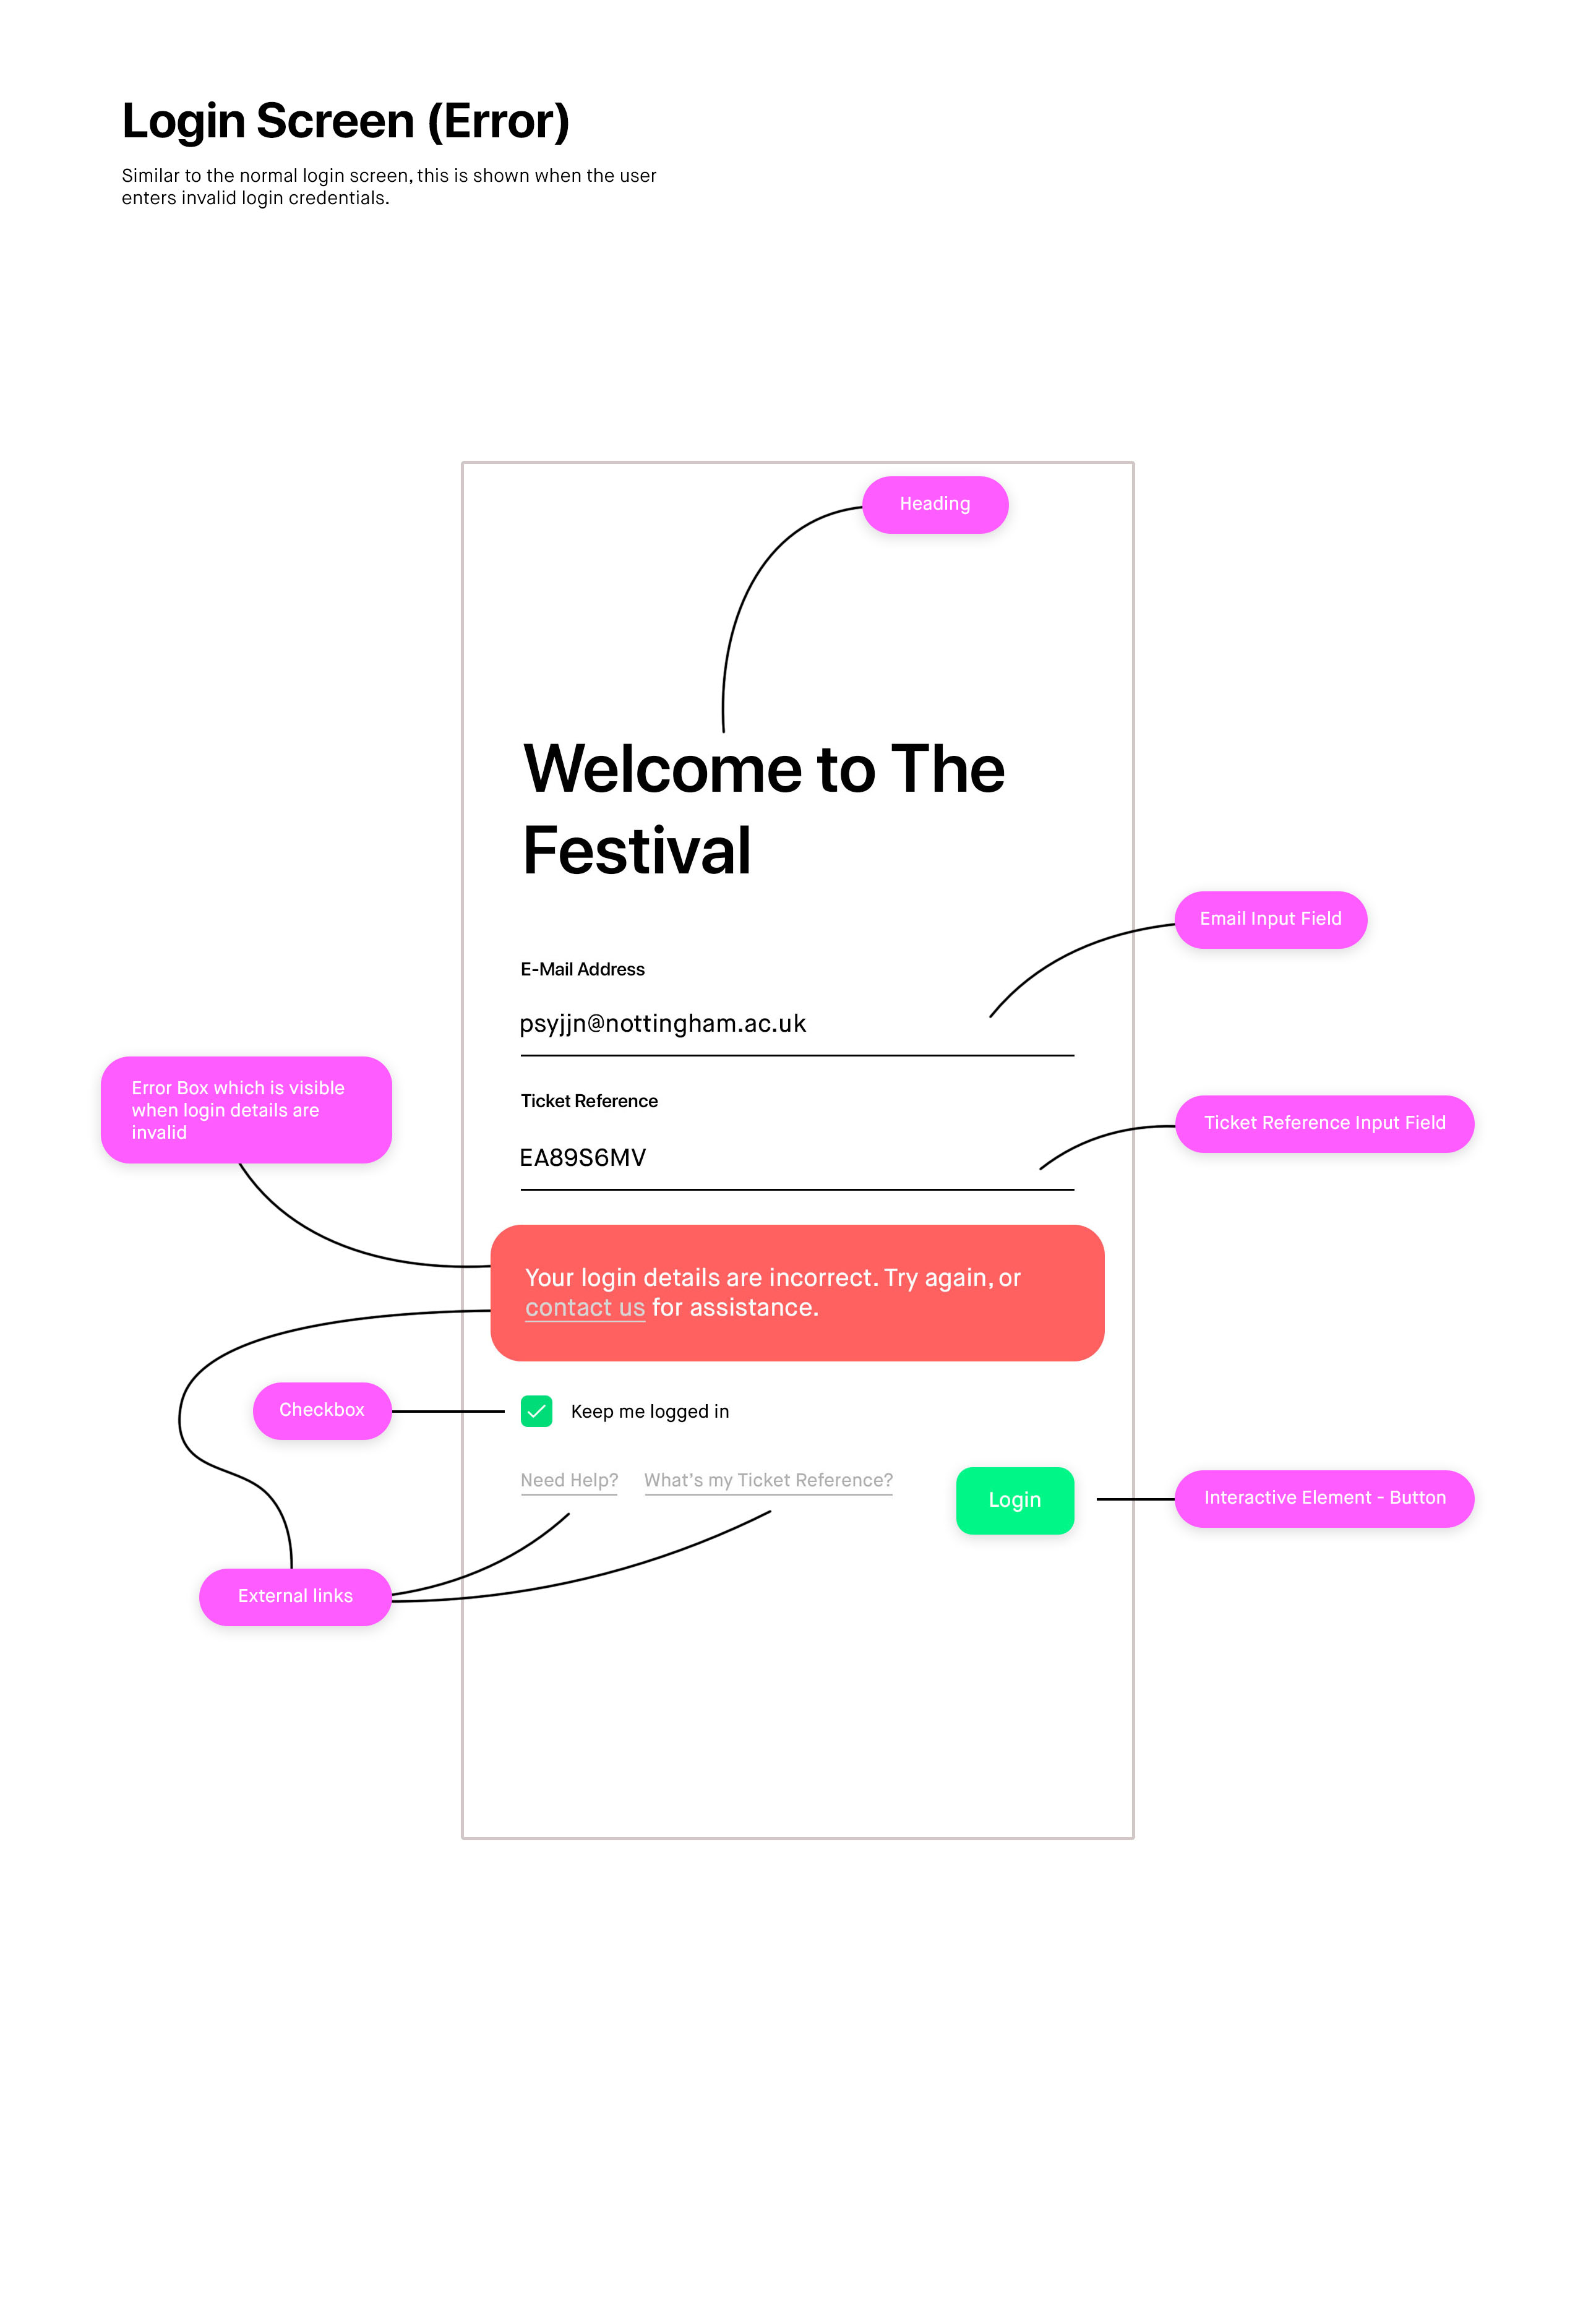 Login Screen (Error)
Similar to the normal login screen, this is shown when the user
enters invalid login credentials.
Heading
Welcome to The
Festival
Email Input Field
E-Mail Address
psyjjn@nottingham.ac.uk
Error Box which is visible
when login details are
invalid
Ticket Reference
Ticket Reference Input Field
EA89S6MV
Your login details are incorrect. Try again, or
contact us for assistance.
Checkbox
Keep me logged in
Need Help?
What's my Ticket Reference?
Login
Interactive Element - Button
External links